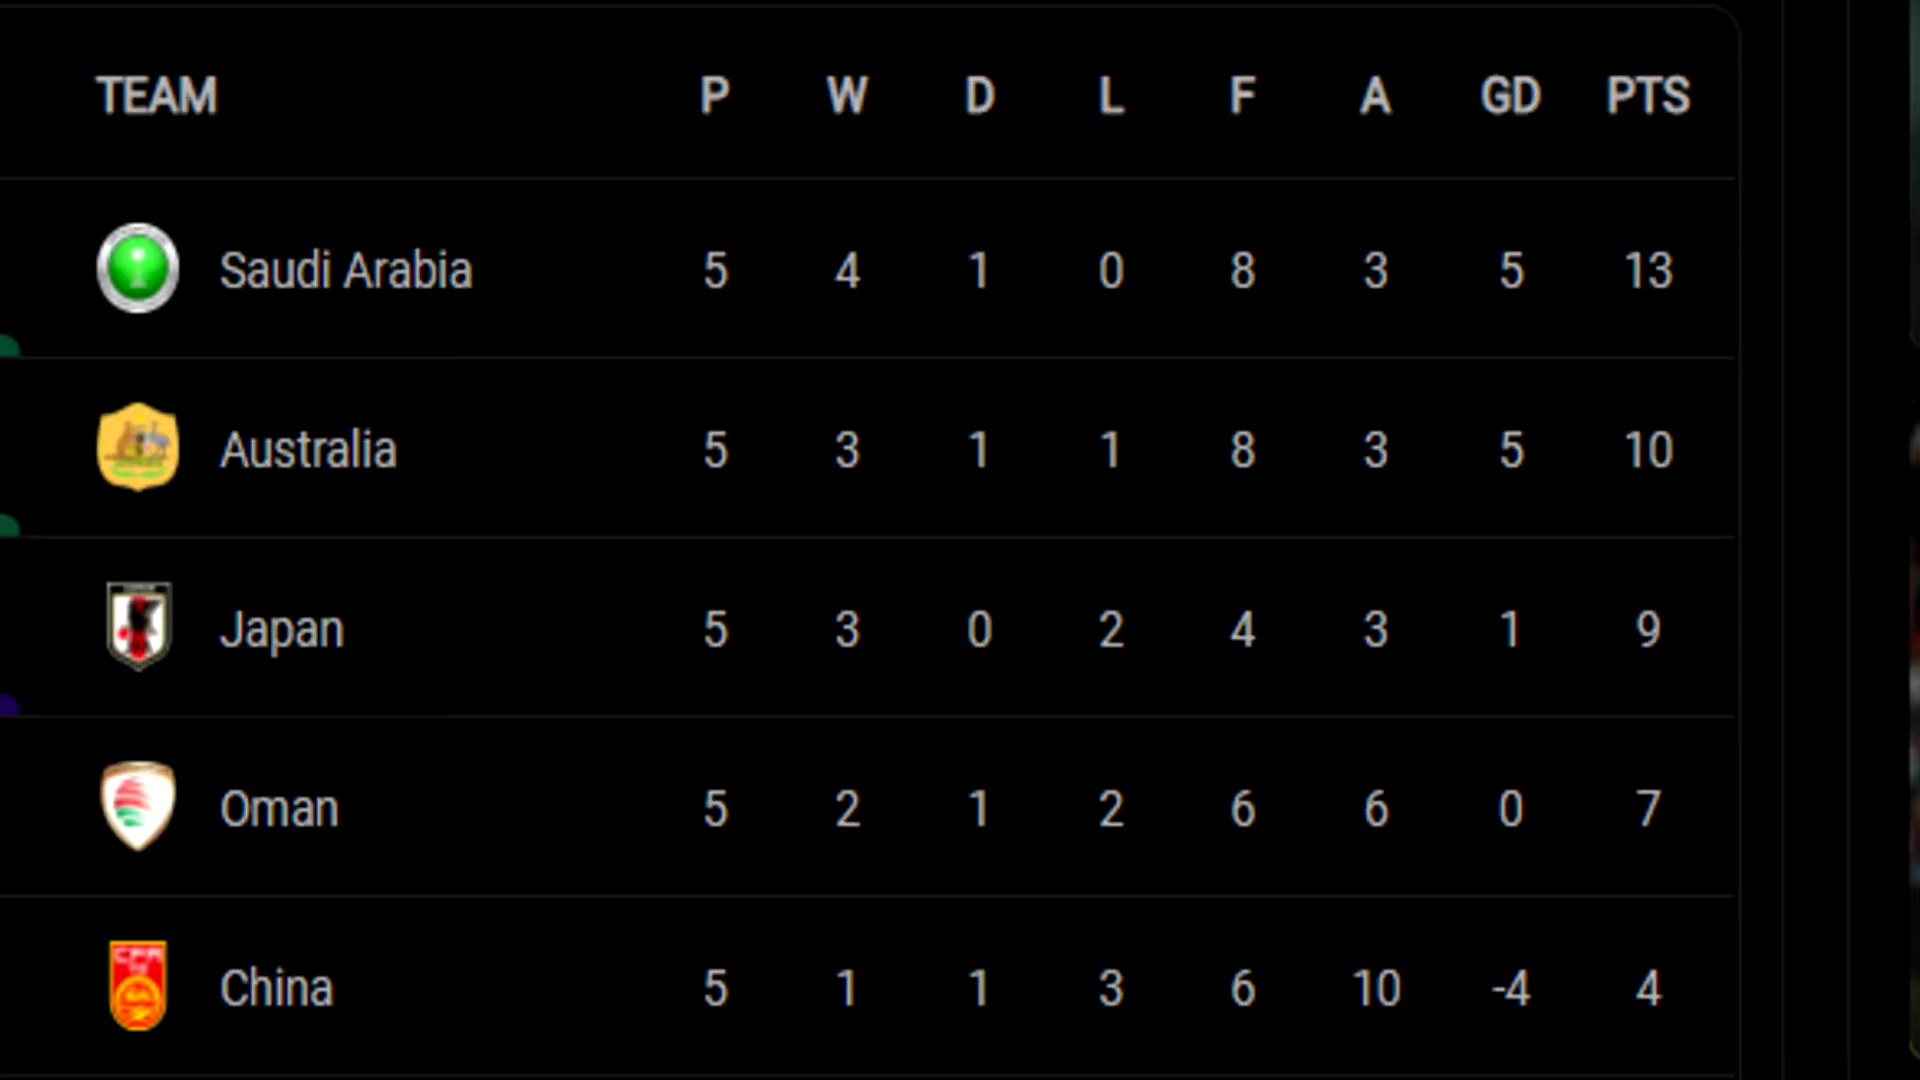 TEAM P W D L F A GD PTS
Saudi Arabia 5 4 1 0 8 3 5 13
Australia 5 3 1 1 8 3 5 10
Japan 5 3 0 2 4 3 1 9
Oman 5 2 1 2 6 6 0 7
China 5 1 1 3 6 10 -4 4